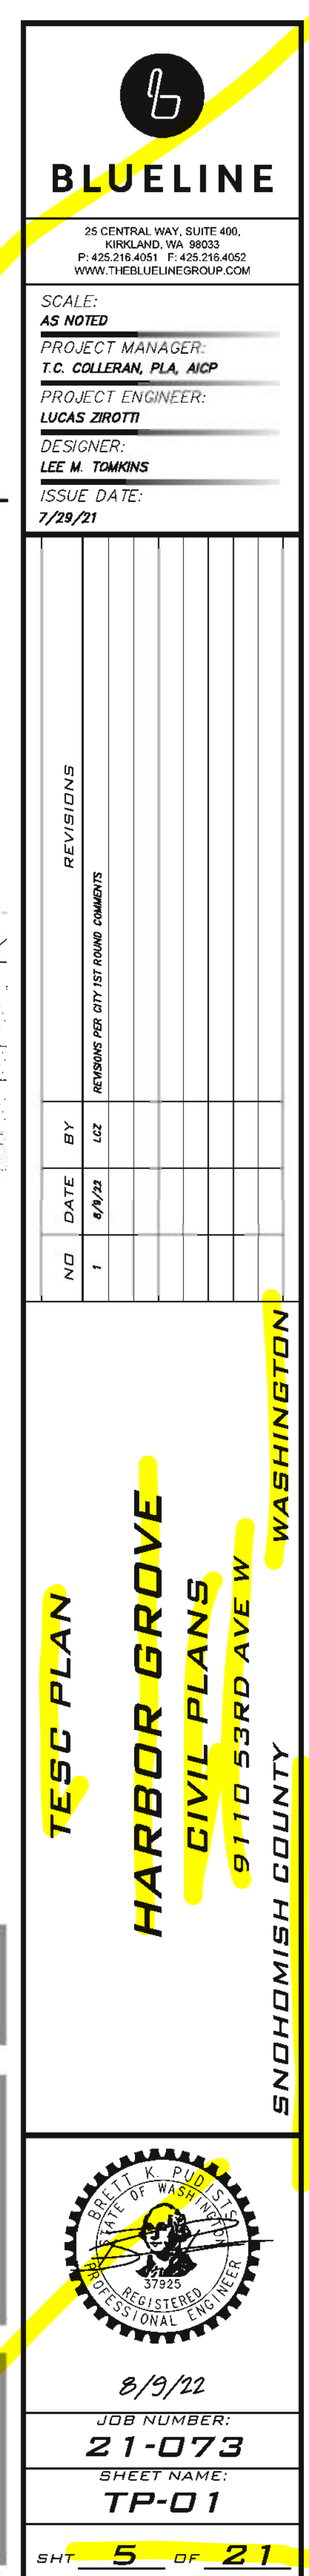 BLUELINE
25 CENTRAL WAY, SUITE 400,
KIRKLAND, WA 98033
P: 425.216.4051 F: 425.216.4052
WWW.THEBLUELINEGROUP.COM
SCALE:
AS NOTED
PROJECT MANAGER:
T.C. COLLERAN, PLA, AICP
PROJECT ENGINEER:
LUCAS ZIROTTI
DESIGNER:
LEE M. TOMKINS
ISSUE DATE:
7/29/21
NO DATE BY REVISIONS
1 8/9/22 LGZ REVISIONS PER CITY 1ST ROUND COMMENTS
TESC PLAN
HARBOR GROVE
CIVIL PLANS
9110 53RD AVE W
SNOHOMISH COUNTY WASHINGTON
BRETT K. PUDISTS
STATE OF WASHINGTON
37925
REGISTERED
PROFESSIONAL ENGINEER
8/9/22
JOB NUMBER:
21-073
SHEET NAME:
TP-01
SHT 5 OF 21